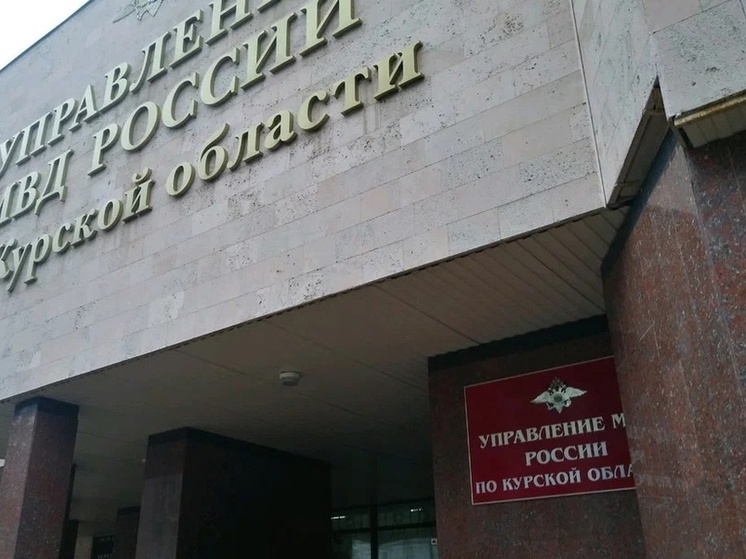 УПРАВЛЕНИ
МВД РОССИИ
Курской области
УПРАВЛЕНИЕ М
РОССИИ
ПО КУРСКОЙ ОБЛА